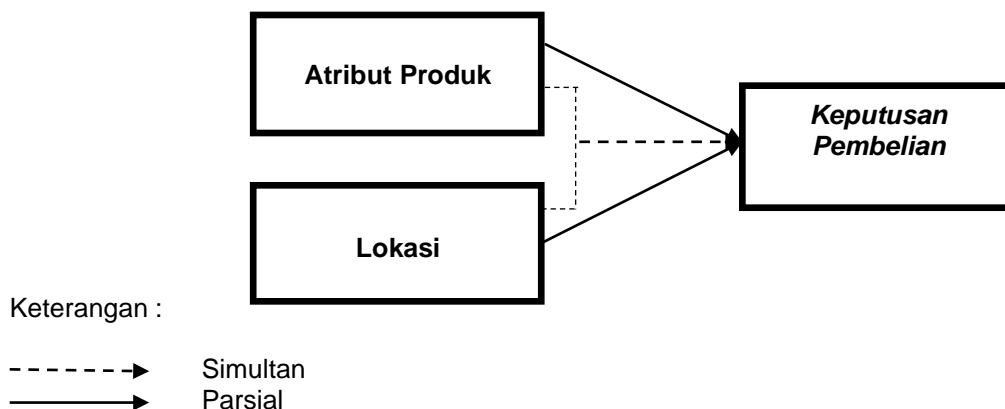 Atribut Produk
Keputusan
Pembelian
Lokasi
Keterangan :
Simultan
Parsial